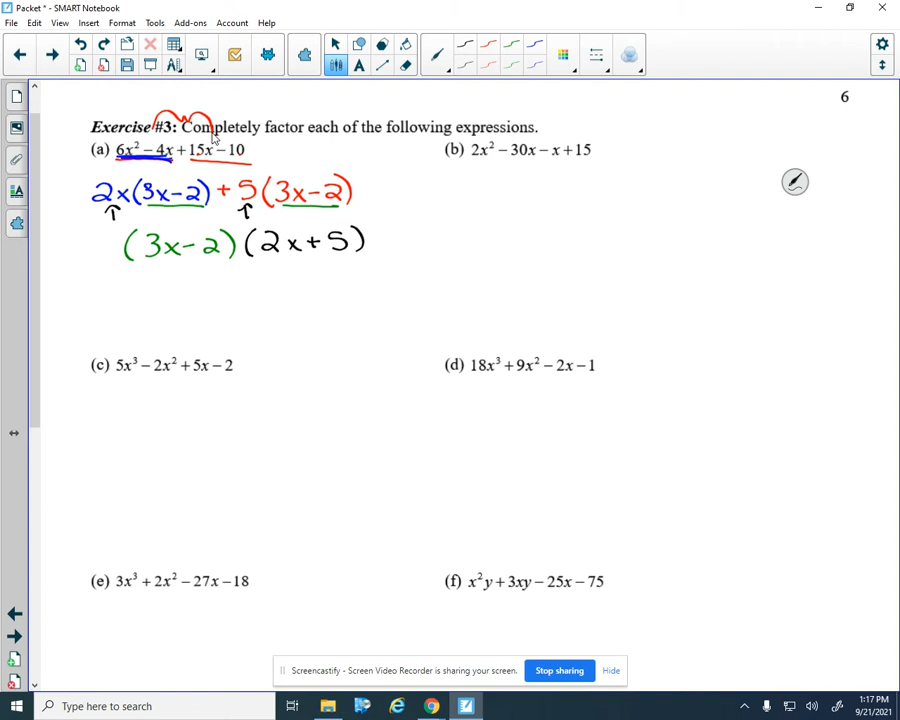 Packet* - SMART Notebook
File Edit View Insert Format Tools Add-ons Account Help
6
Exercise #3: Completely factor each of the following expressions.
(a) 6x² − 4x + 15x − 10
(b) 2x² − 30x − x + 15
2x(3x−2) + 5(3x−2)
(3x−2)(2x+5)
(c) 5x³ − 2x² + 5x − 2
(d) 18x³ + 9x² − 2x − 1
(e) 3x³ + 2x² − 27x − 18
(f) x²y + 3xy − 25x − 75
Screencastify - Screen Video Recorder is sharing your screen. Stop sharing Hide
Type here to search
1:17 PM
9/21/2021